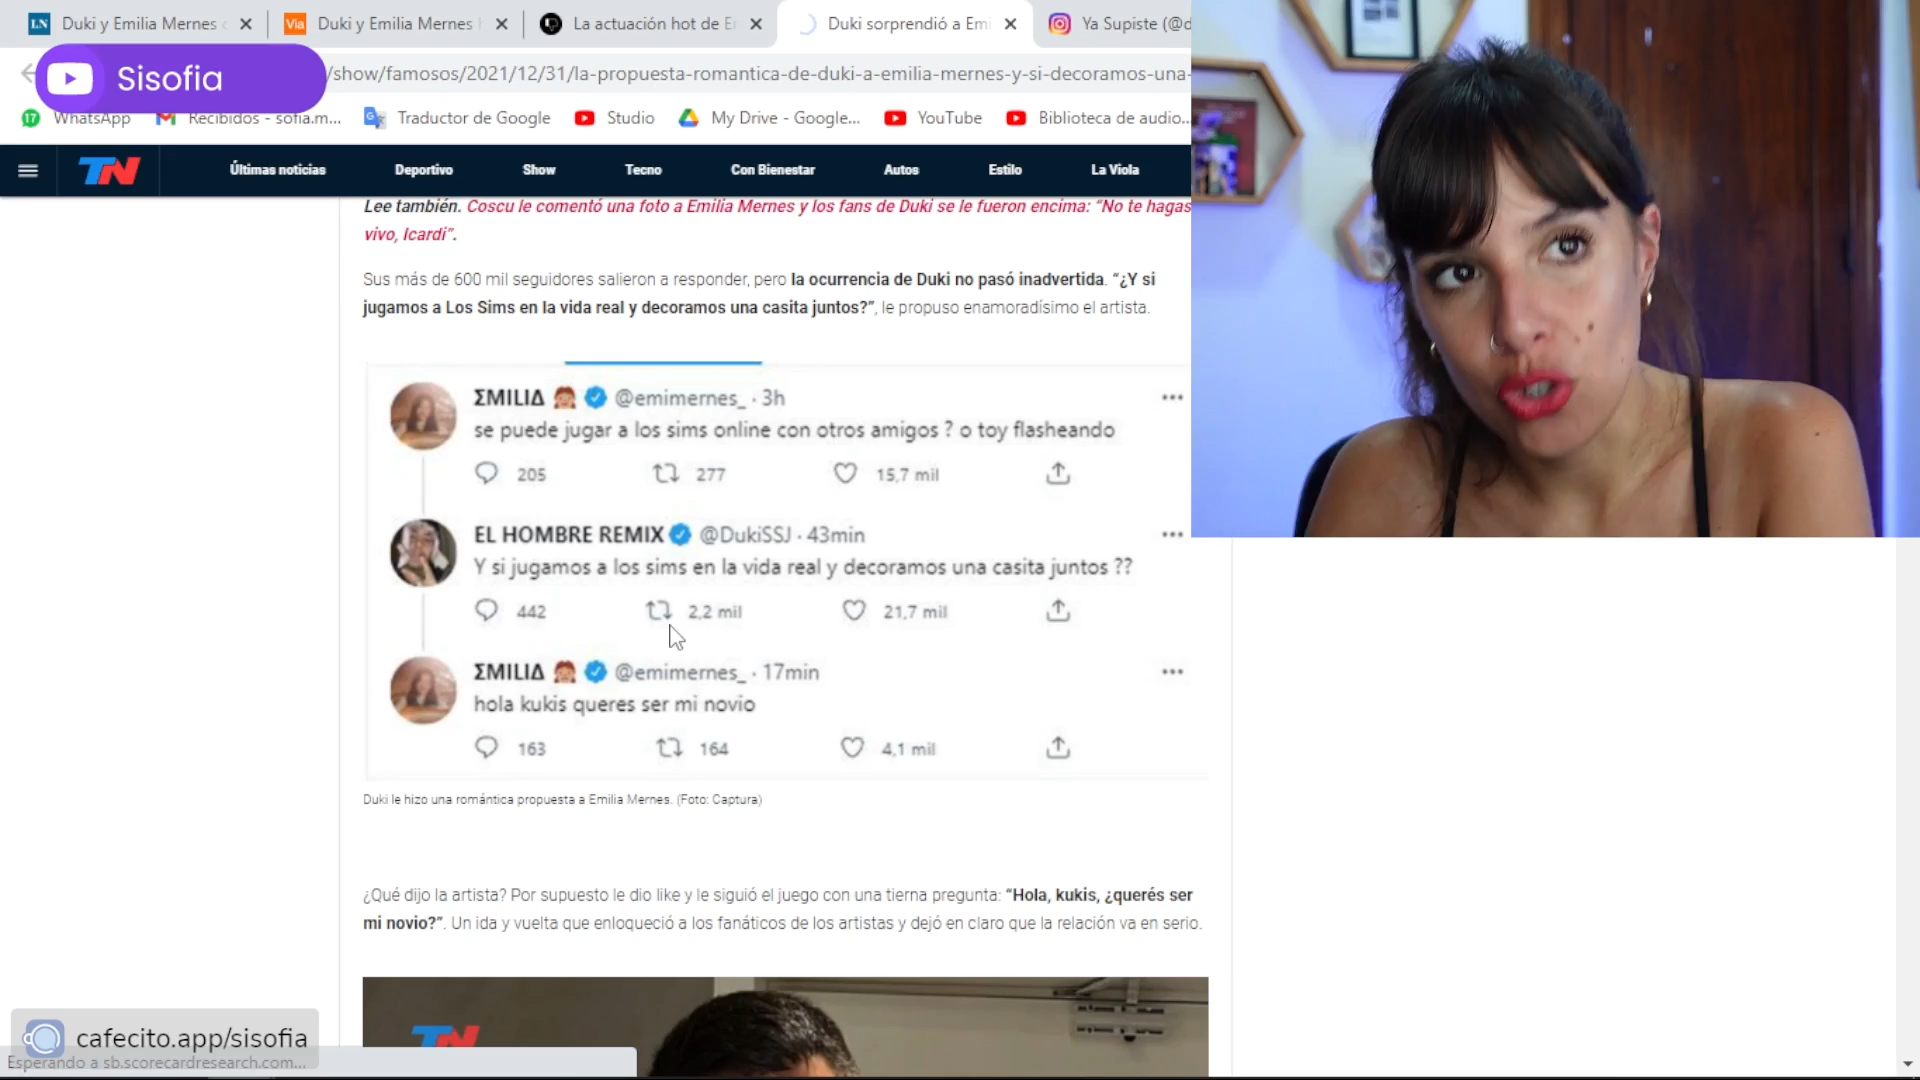 Duki y Emilia Mernes
Duki y Emilia Mernes
La actuación hot de
Duki sorprendió a Emi
Ya Supiste (@d
Sisofia
/show/famosos/2021/12/31/la-propuesta-romantica-de-duki-a-emilia-mernes-y-si-decoramos-una-
WhatsApp
Recibidos - sofia.m...
Traductor de Google
Studio
My Drive - Google...
YouTube
Biblioteca de audio...
TN
Últimas noticias
Deportivo
Show
Tecno
Con Bienestar
Autos
Estilo
La Viola
Lee también. Coscu le comentó una foto a Emilia Mernes y los fans de Duki se le fueron encima: “No te hagas
vivo, Icardi”.
Sus más de 600 mil seguidores salieron a responder, pero la ocurrencia de Duki no pasó inadvertida. “¿Y si
jugamos a Los Sims en la vida real y decoramos una casita juntos?”, le propuso enamoradísimo el artista.
ΣMILIΔ 👧 @emimernes_ · 3h
se puede jugar a los sims online con otros amigos ? o toy flasheando
205 277 15,7 mil
EL HOMBRE REMIX @DukiSSJ · 43min
Y si jugamos a los sims en la vida real y decoramos una casita juntos ??
442 2,2 mil 21,7 mil
ΣMILIΔ 👧 @emimernes_ · 17min
hola kukis queres ser mi novio
163 164 4,1 mil
Duki le hizo una romántica propuesta a Emilia Mernes. (Foto: Captura)
¿Qué dijo la artista? Por supuesto le dio like y le siguió el juego con una tierna pregunta: “Hola, kukis, ¿querés ser
mi novio?”. Un ida y vuelta que enloqueció a los fanáticos de los artistas y dejó en claro que la relación va en serio.
TN
cafecito.app/sisofia
Esperando a sb.scorecardresearch.com...